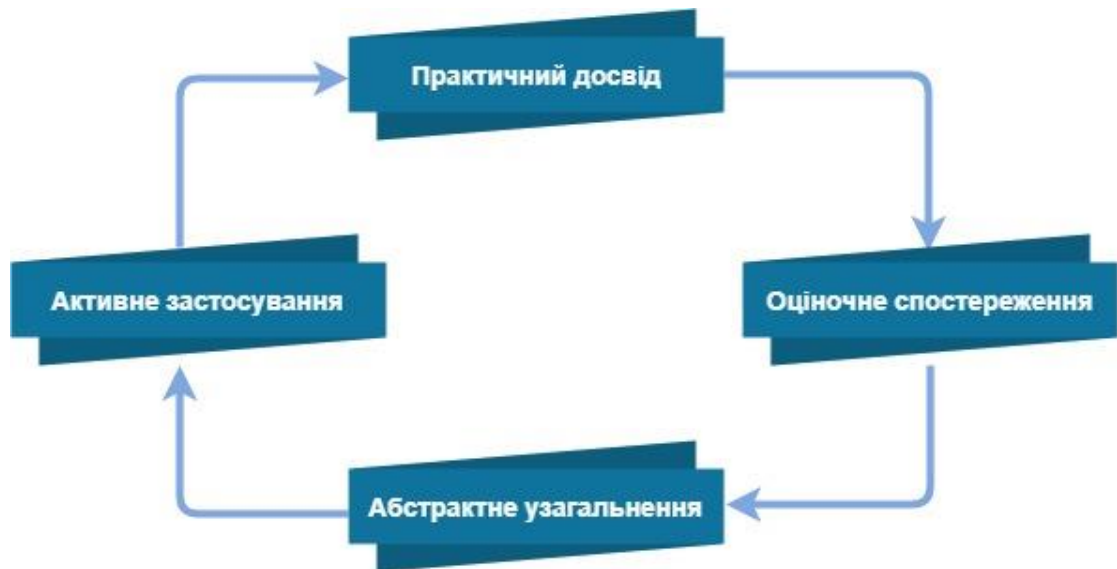 Практичний досвід
Активне застосування
Оціночне спостереження
Абстрактне узагальнення